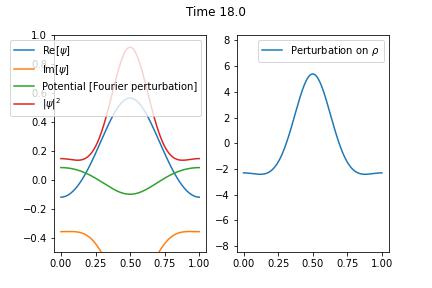 Time 18.0
Re[ψ]
Im[ψ]
Potential [Fourier perturbation]
|ψ|²
1.0
0.8
0.6
0.4
0.2
0.0
−0.2
−0.4
0.00 0.25 0.50 0.75 1.00
Perturbation on ρ
8
6
4
2
0
−2
−4
−6
−8
0.00 0.25 0.50 0.75 1.00